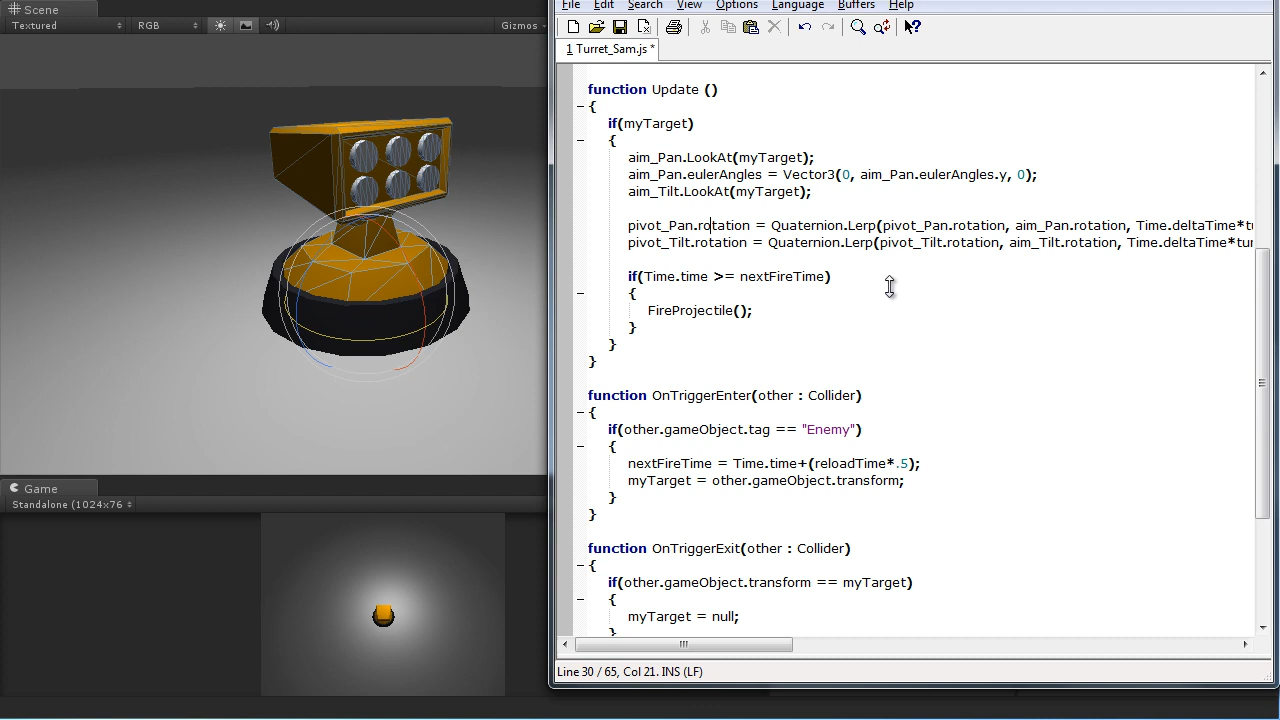 Scene
Textured RGB Gizmos
Game
Standalone (1024x76
File Edit Search View Options Language Buffers Help
1 Turret_Sam.js *
function Update ()
{
if(myTarget)
{
aim_Pan.LookAt(myTarget);
aim_Pan.eulerAngles = Vector3(0, aim_Pan.eulerAngles.y, 0);
aim_Tilt.LookAt(myTarget);
pivot_Pan.rotation = Quaternion.Lerp(pivot_Pan.rotation, aim_Pan.rotation, Time.deltaTime*tu
pivot_Tilt.rotation = Quaternion.Lerp(pivot_Tilt.rotation, aim_Tilt.rotation, Time.deltaTime*tur
if(Time.time >= nextFireTime)
{
FireProjectile();
}
}
}
function OnTriggerEnter(other : Collider)
{
if(other.gameObject.tag == "Enemy")
{
nextFireTime = Time.time+(reloadTime*.5);
myTarget = other.gameObject.transform;
}
}
function OnTriggerExit(other : Collider)
{
if(other.gameObject.transform == myTarget)
{
myTarget = null;
}
Line 30 / 65, Col 21. INS (LF)